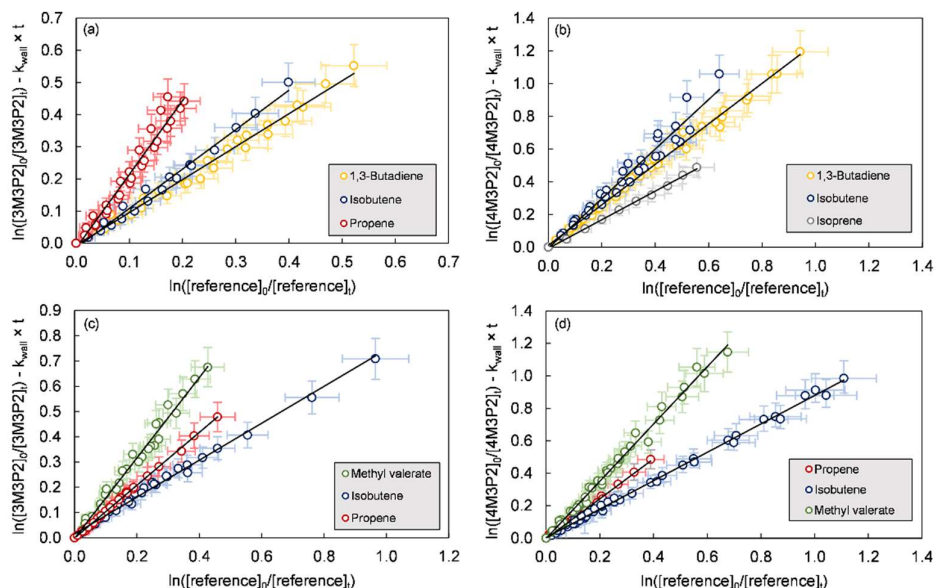 (a)
ln([3M3P2]₀/[3M3P2]ₜ) - k_wall × t
0.7
0.6
0.5
0.4
0.3
0.2
0.1
0.0
1,3-Butadiene
Isobutene
Propene
0.0 0.1 0.2 0.3 0.4 0.5 0.6 0.7
ln([reference]₀/[reference]ₜ)
(b)
ln([4M3P2]₀/[4M3P2]ₜ) - k_wall × t
1.4
1.2
1.0
0.8
0.6
0.4
0.2
0.0
1,3-Butadiene
Isobutene
Isoprene
0.0 0.2 0.4 0.6 0.8 1.0 1.2 1.4
ln([reference]₀/[reference]ₜ)
(c)
ln([3M3P2]₀/[3M3P2]ₜ) - k_wall × t
0.9
0.8
0.7
0.6
0.5
0.4
0.3
0.2
0.1
0.0
Methyl valerate
Isobutene
Propene
0.0 0.2 0.4 0.6 0.8 1.0 1.2
ln([reference]₀/[reference]ₜ)
(d)
ln([4M3P2]₀/[4M3P2]ₜ) - k_wall × t
1.4
1.2
1.0
0.8
0.6
0.4
0.2
0.0
Propene
Isobutene
Methyl valerate
0.0 0.2 0.4 0.6 0.8 1.0 1.2 1.4
ln([reference]₀/[reference]ₜ)